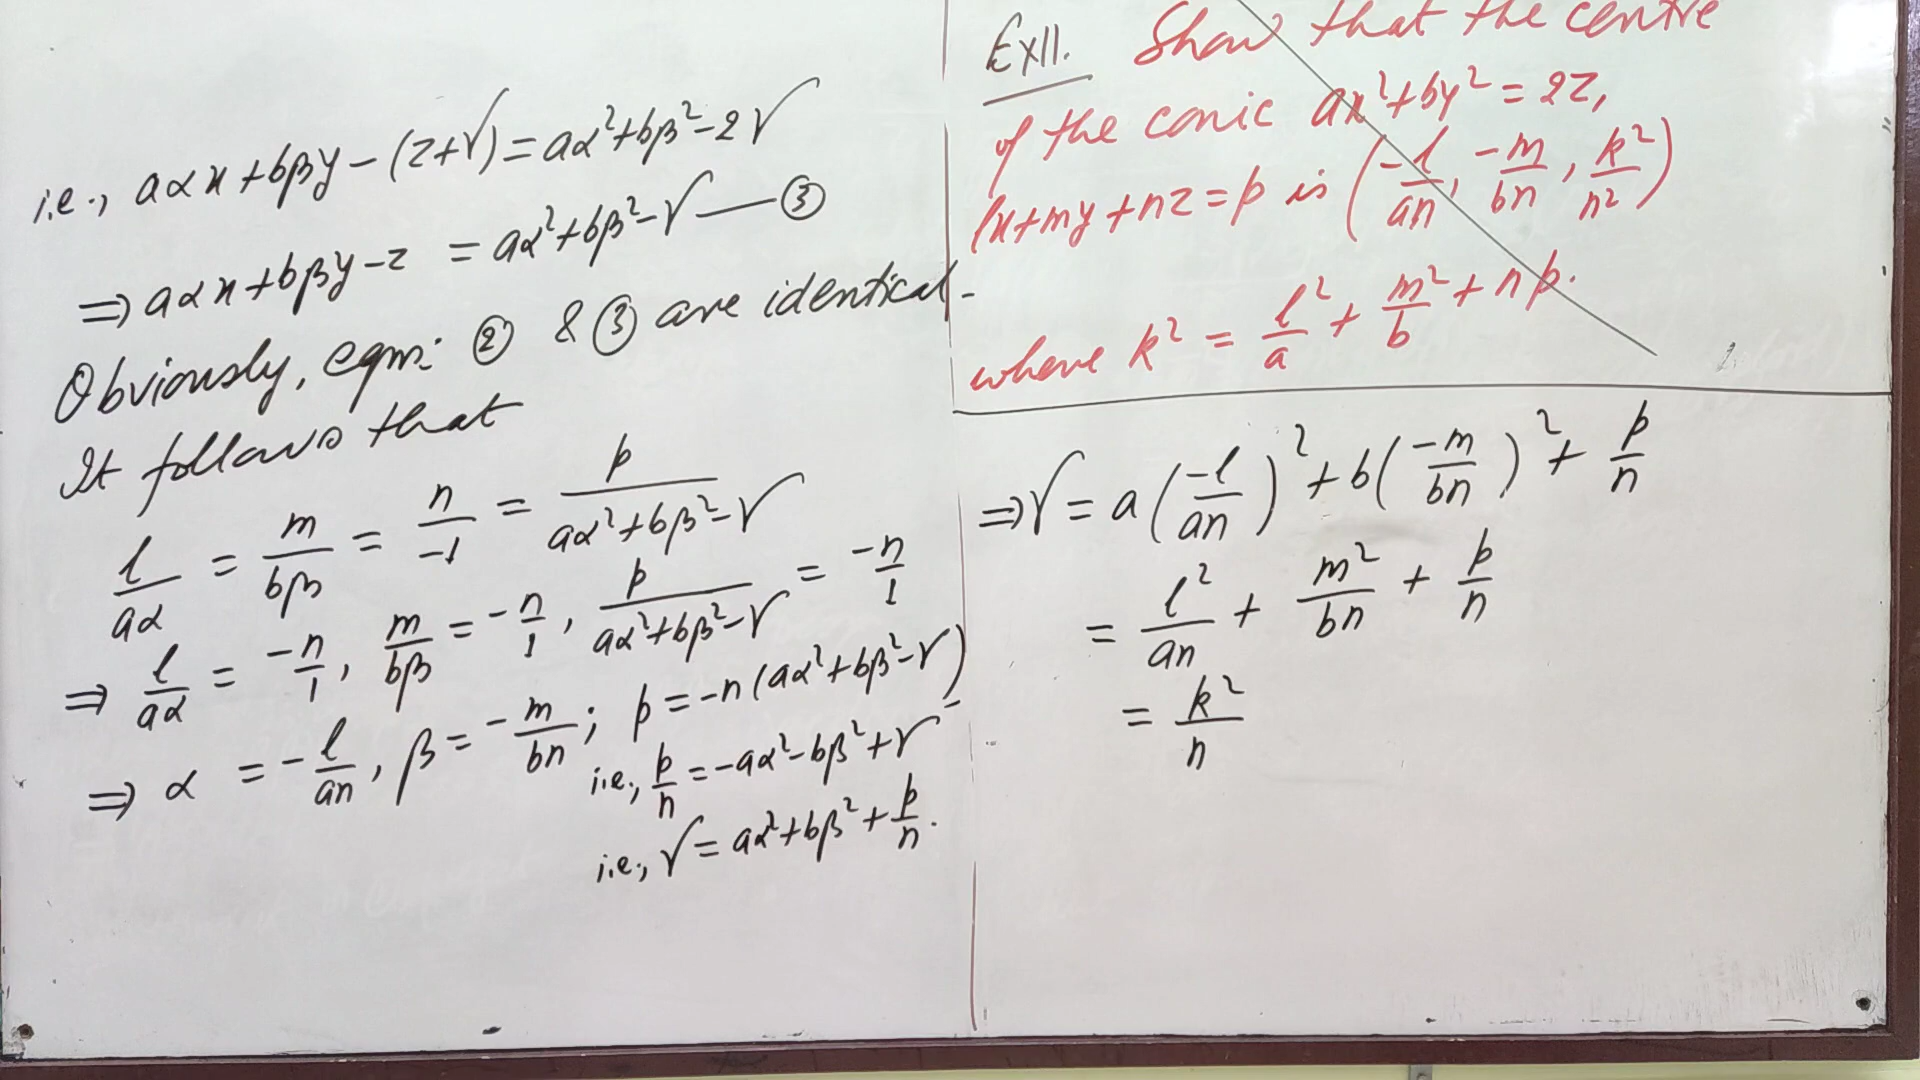 i.e., aαx+bβy-(z+γ)=aα²+bβ²-2γ
⇒ aαx+bβy-z = aα²+bβ²-γ — ③
Obviously, eqm: ② & ③ are identical.
It follows that
l/aα = m/bβ = n/-1 = p/(aα²+bβ²-γ)
⇒ l/aα = -n/1, m/bβ = -n/1, p/(aα²+bβ²-γ) = -n/1
⇒ α = -l/an, β = -m/bn; p = -n(aα²+bβ²-γ)
i.e., p/n = -aα²-bβ²+γ
i.e., γ = aα²+bβ²+p/n.
EX11. Show that the centre
of the conic ax²+by²=2z,
lx+my+nz=p is (-l/an, -m/bn, k²/n²)
where k² = l²/a + m²/b + np.
⇒ γ = a(-l/an)² + b(-m/bn)² + p/n
= l²/an + m²/bn + p/n
= k²/n